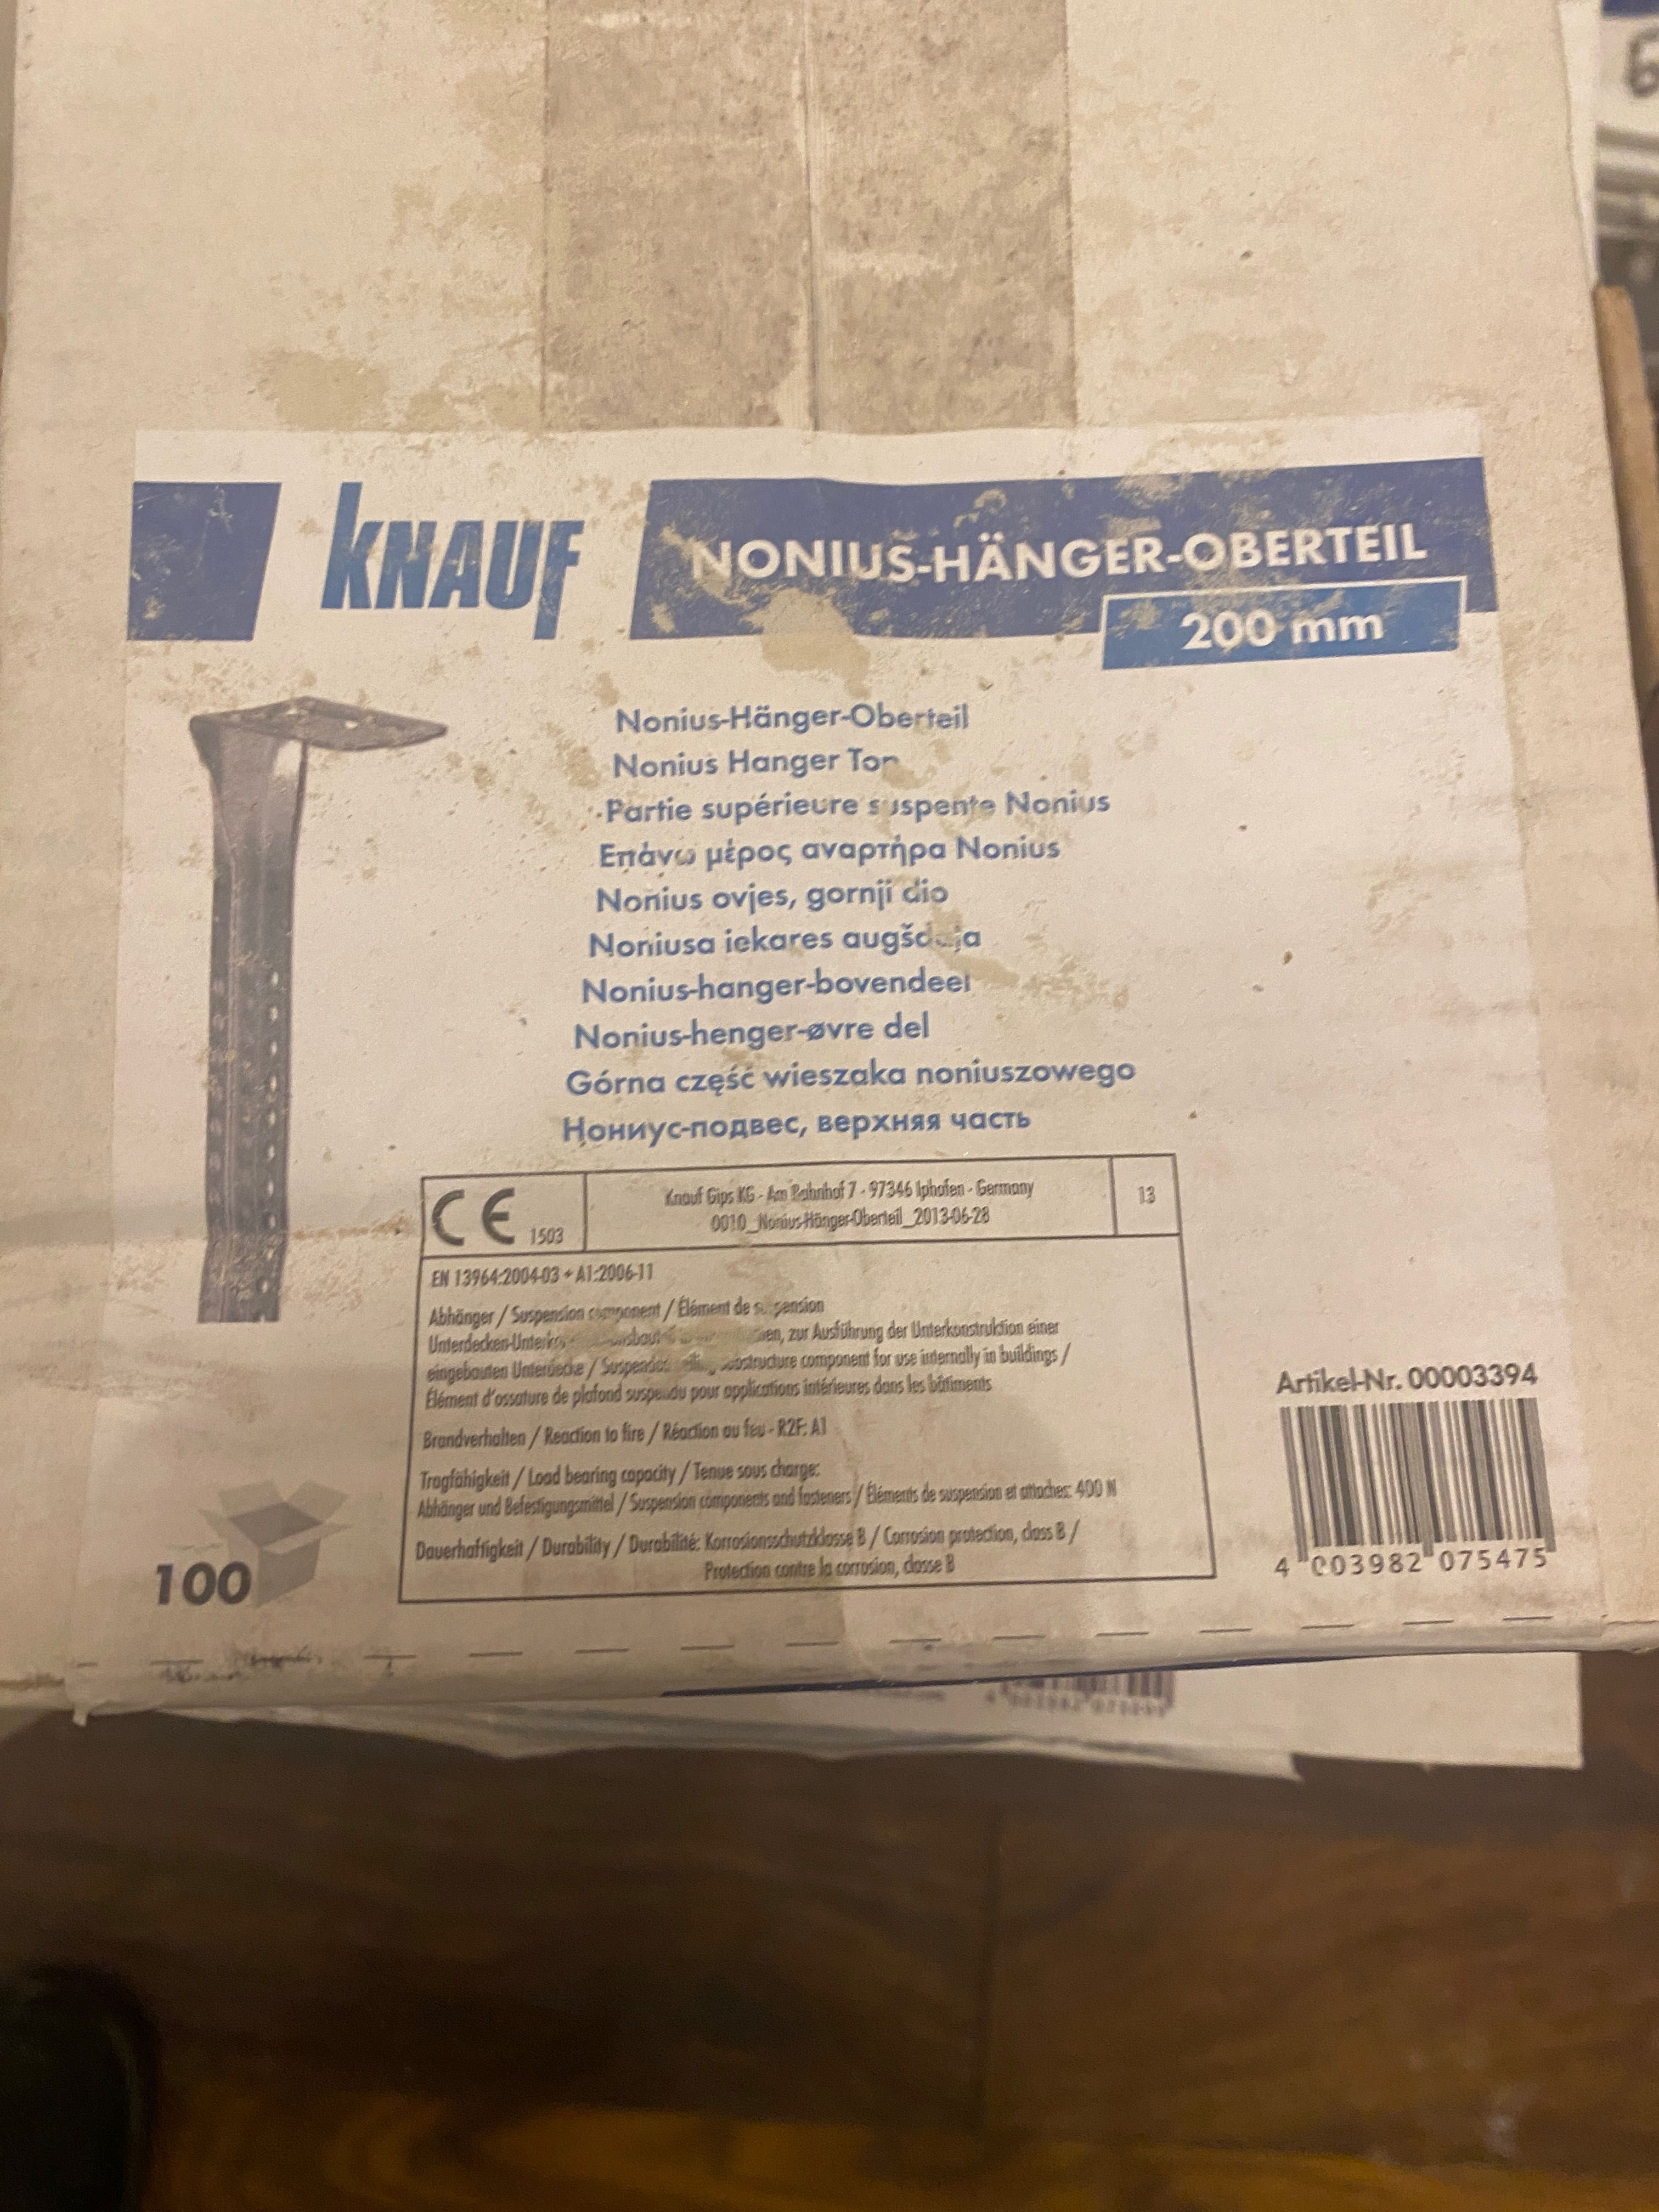 KNAUF
NONIUS-HÄNGER-OBERTEIL
200 mm
Nonius-Hänger-Oberteil
Nonius Hanger Top
Partie supérieure suspente Nonius
Επάνω μέρος αναρτήρα Nonius
Nonius ovjes, gornji dio
Noniusa iekares
Nonius-hanger-bovendeel
Nonius-henger-øvre del
Górna część wieszaka noniuszowego
Нониус-подвес, верхняя часть
CE 1503
Knauf Gips KG - Am Bahnhof 7 - 97346 Iphofen - Germany
0010_Nonius-Hänger-Oberteil_2013-06-28
13
EN 13964:2004-03 + A1:2006-11
Abhänger / Suspension component / Élément de suspension
zur Ausführung der Unterkonstruktion einer
eingebauten Unterdecke / substructure component for use internally in buildings /
Élément d'ossature de plafond suspendu pour applications intérieures dans les bâtiments
Brandverhalten / Reaction to fire / Réaction au feu - R2F: A1
Tragfähigkeit / Load bearing capacity / Tenue sous charge:
Abhänger und Befestigungsmittel / Suspension components and fasteners / Éléments de suspension et attaches: 400 N
Dauerhaftigkeit / Durability / Durabilité: Korrosionsschutzklasse B / Corrosion protection, class B /
Protection contre la corrosion, classe B
Artikel-Nr. 00003394
4 003982 075475
100